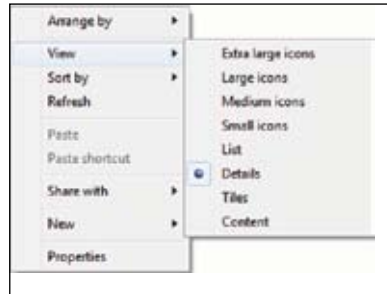 Arrange by
View
Sort by
Refresh
Paste
Paste shortcut
Share with
New
Properties
Extra large icons
Large icons
Medium icons
Small icons
List
Details
Tiles
Content